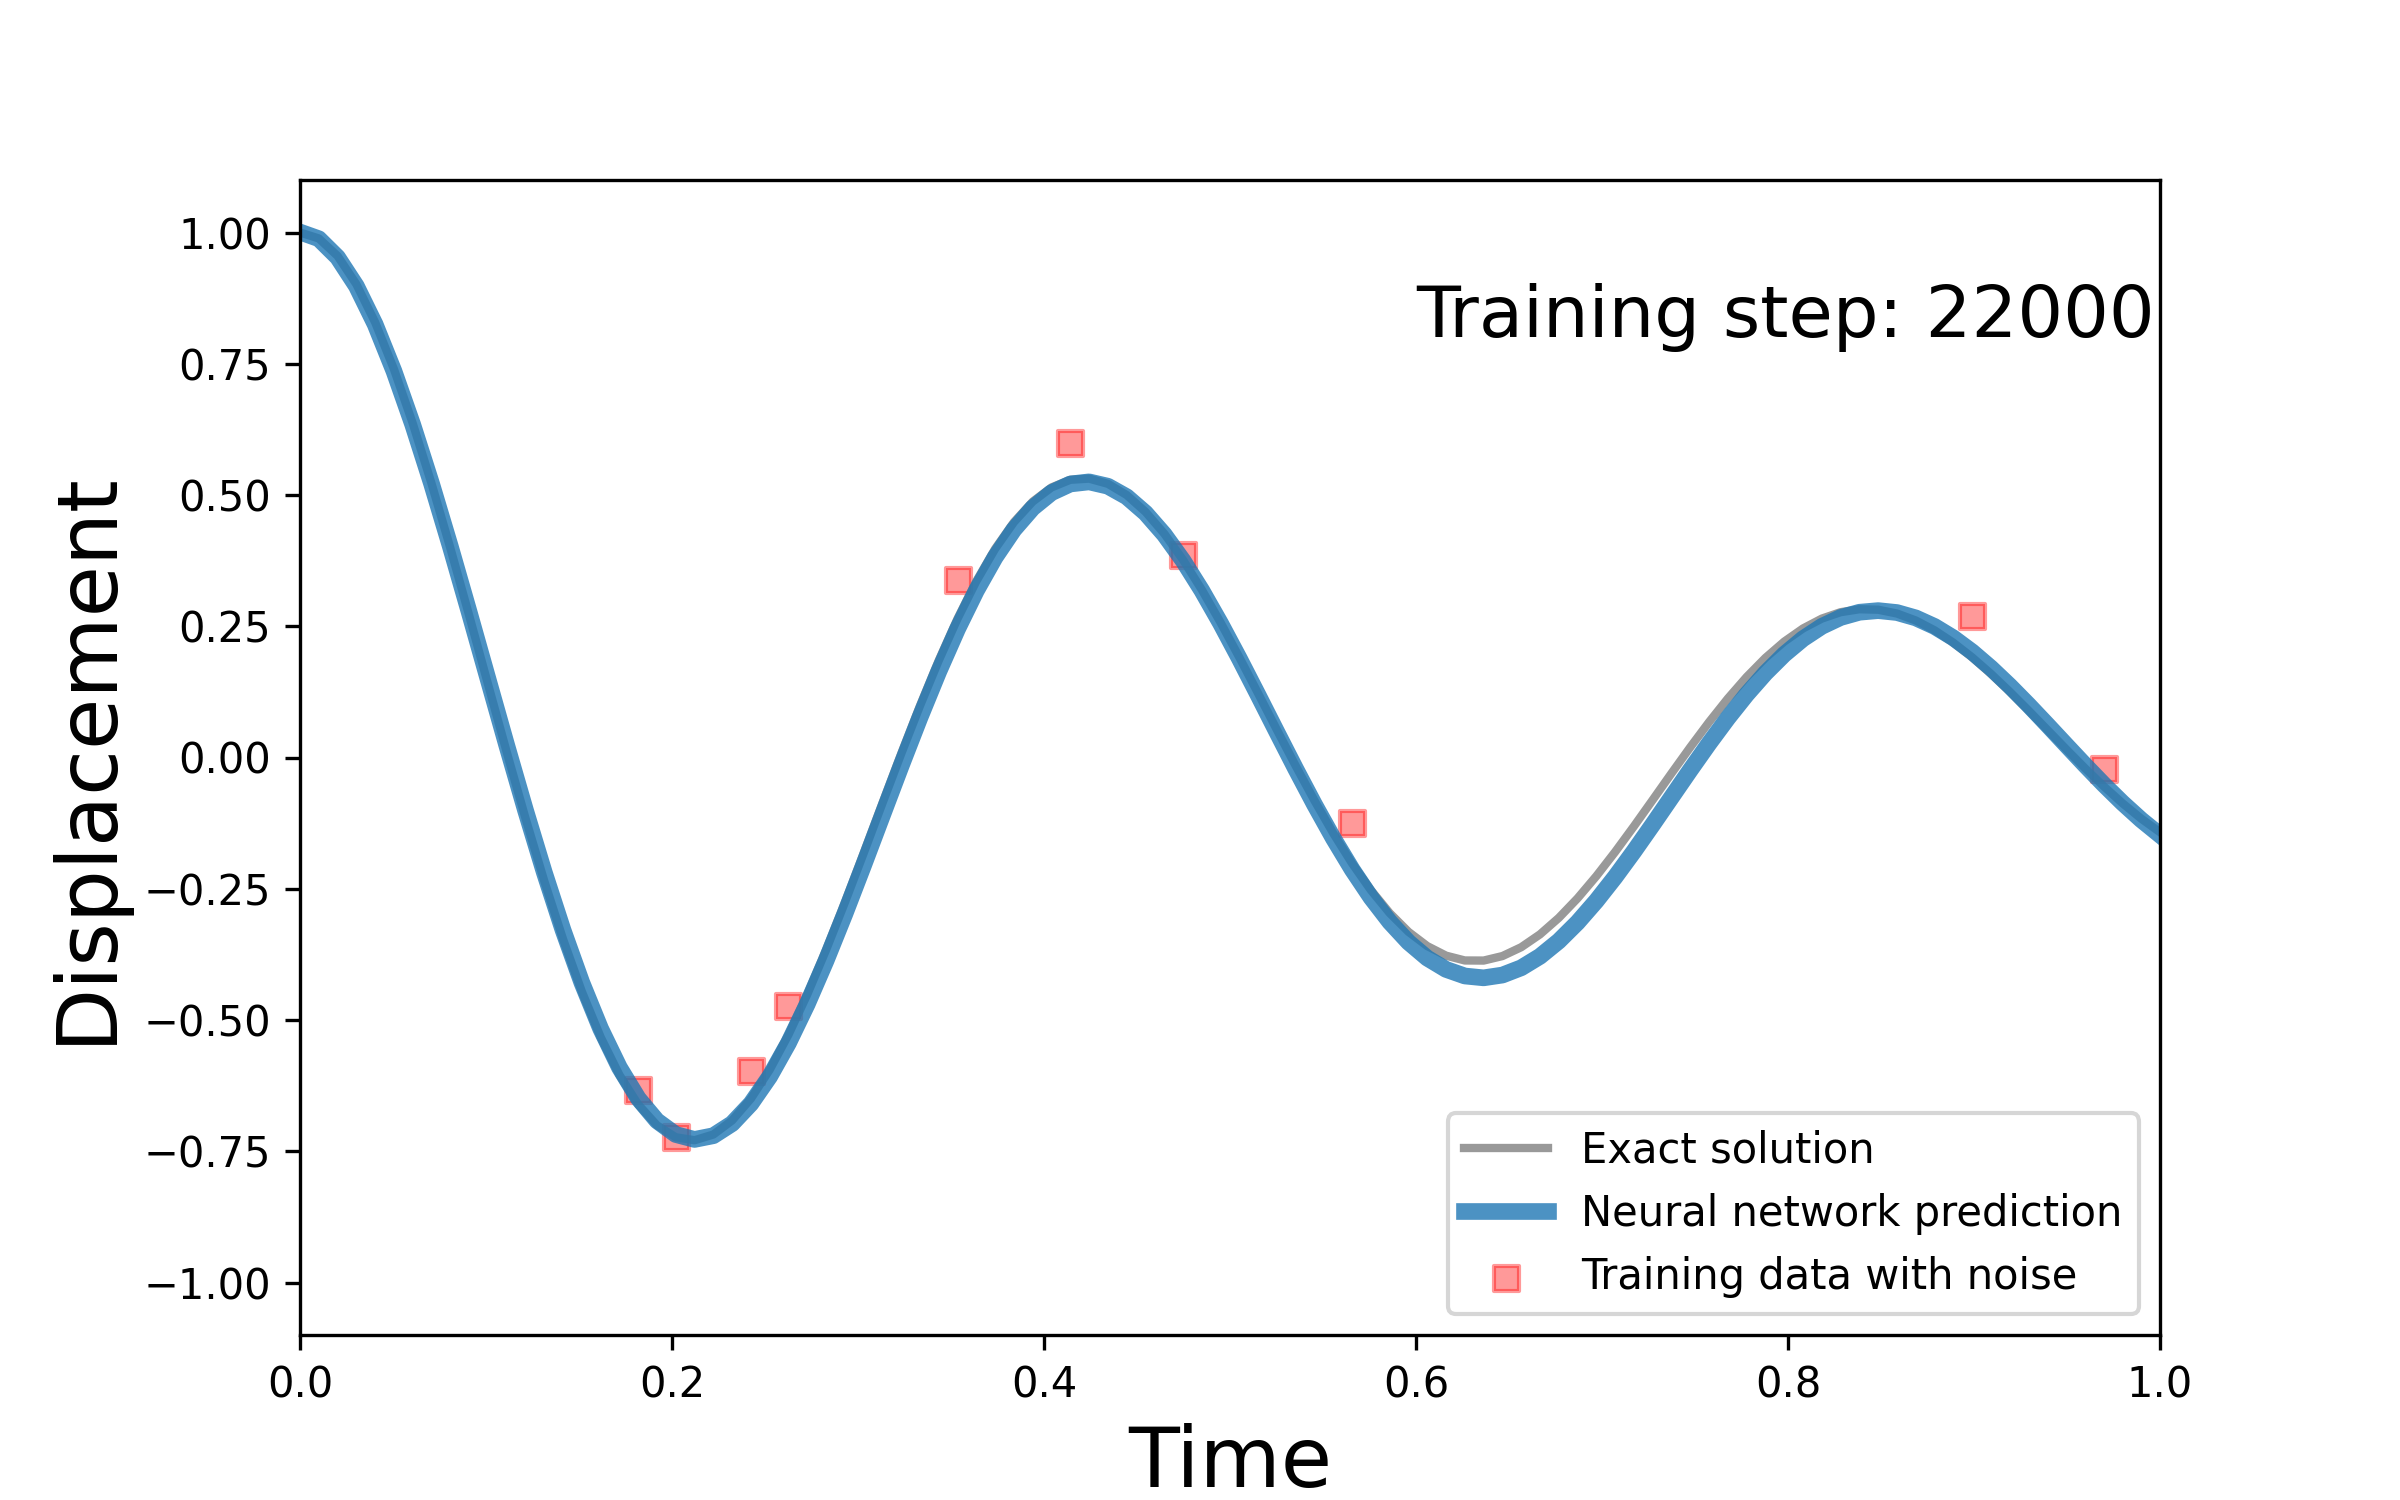 Training step: 22000
Displacement
1.00
0.75
0.50
0.25
0.00
−0.25
−0.50
−0.75
−1.00
Exact solution
Neural network prediction
Training data with noise
0.0 0.2 0.4 0.6 0.8 1.0
Time